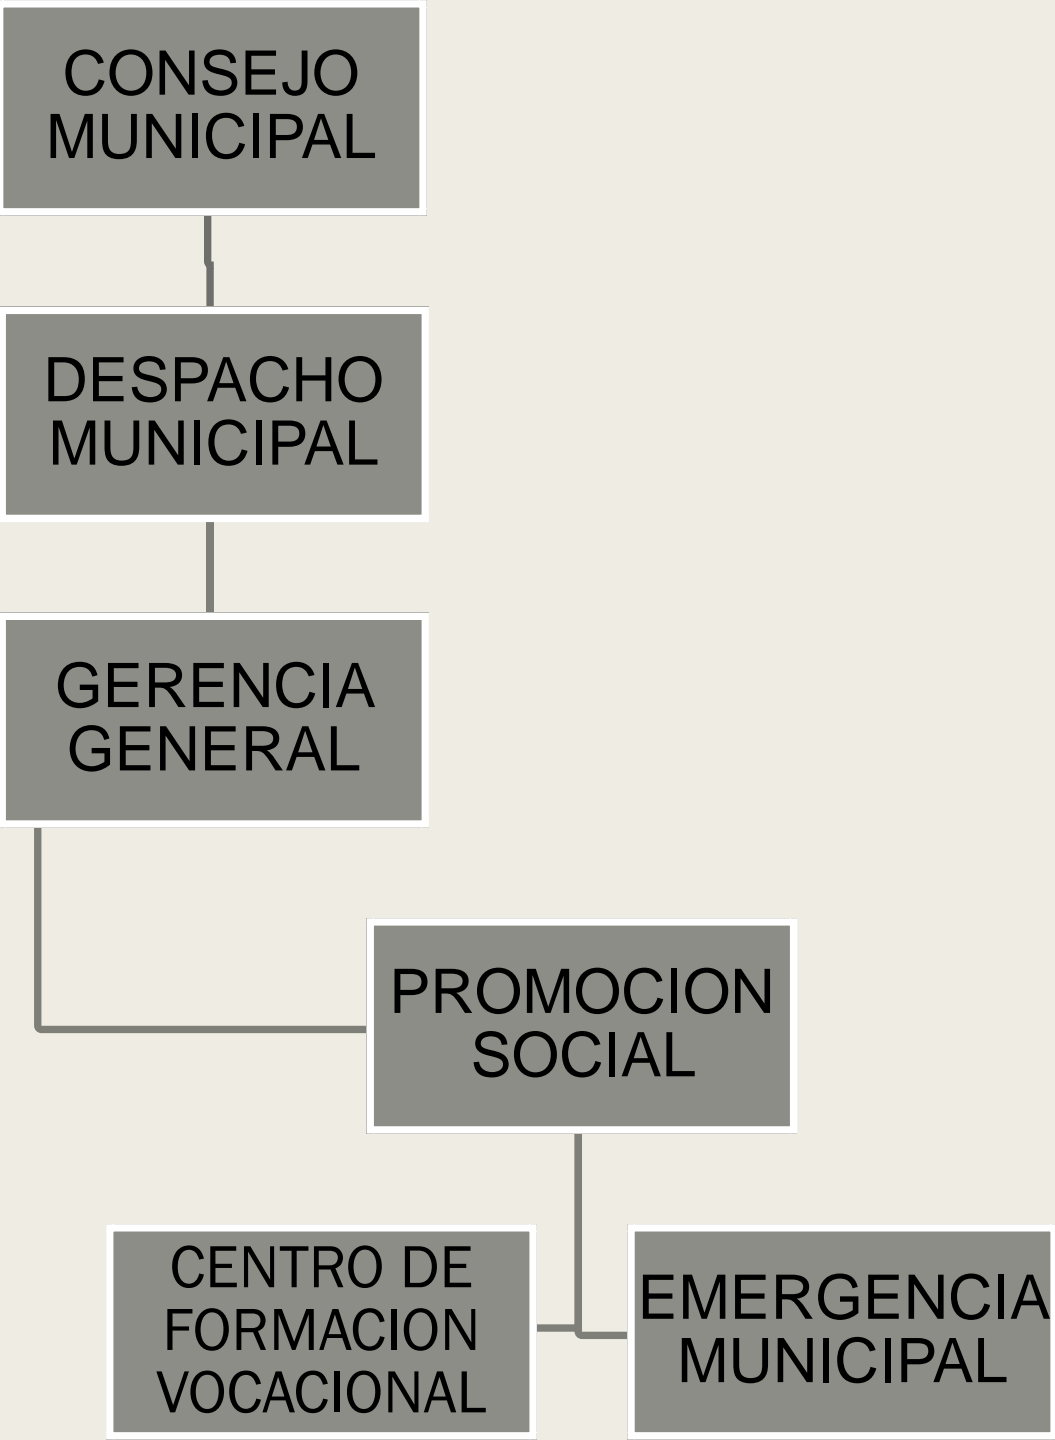 CONSEJO
MUNICIPAL
DESPACHO
MUNICIPAL
GERENCIA
GENERAL
PROMOCION
SOCIAL
CENTRO DE
FORMACION
VOCACIONAL
EMERGENCIA
MUNICIPAL